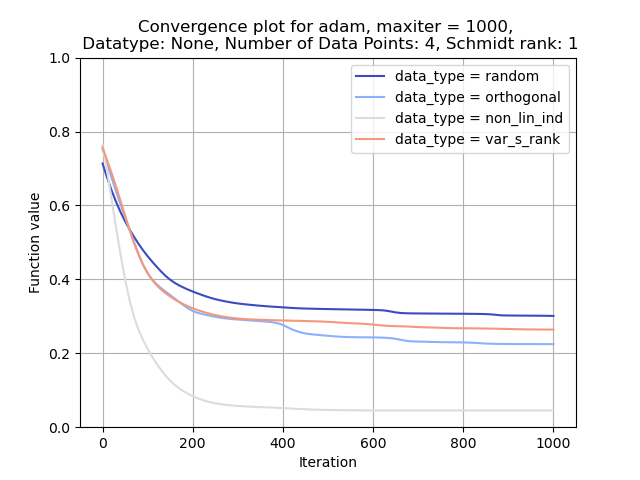 Convergence plot for adam, maxiter = 1000,
Datatype: None, Number of Data Points: 4, Schmidt rank: 1
data_type = random
data_type = orthogonal
data_type = non_lin_ind
data_type = var_s_rank
Function value
1.0
0.8
0.6
0.4
0.2
0.0
0 200 400 600 800 1000
Iteration